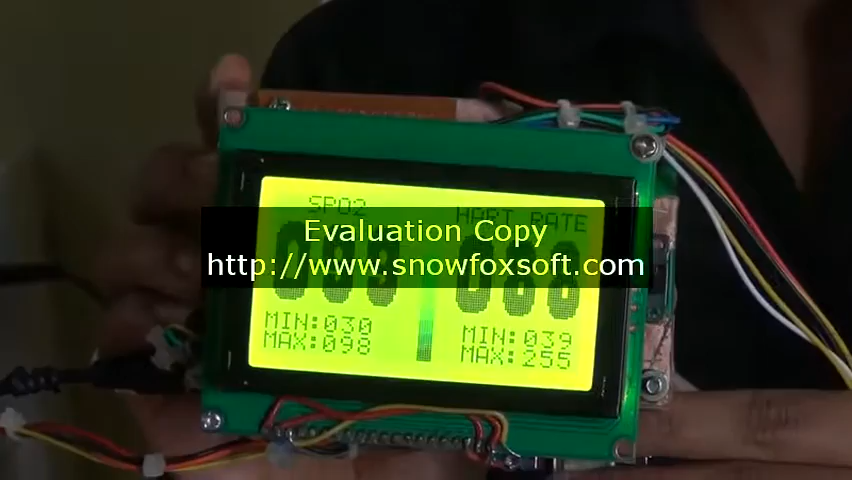 SPO2
HART RATE
Evaluation Copy
http://www.snowfoxsoft.com
MIN:030
MAX:098
MIN:039
MAX:255